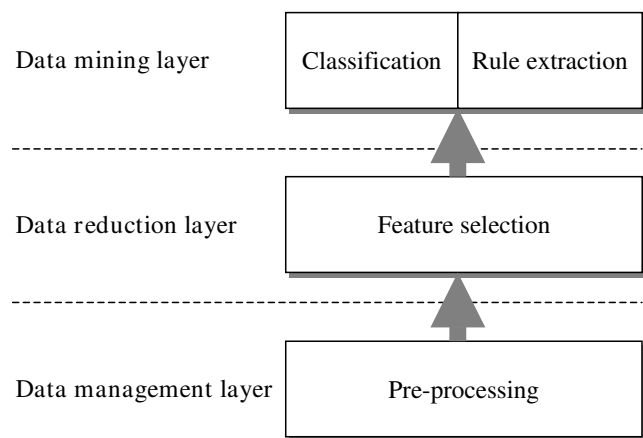 Data mining layer
Classification
Rule extraction
Data reduction layer
Feature selection
Data management layer
Pre-processing